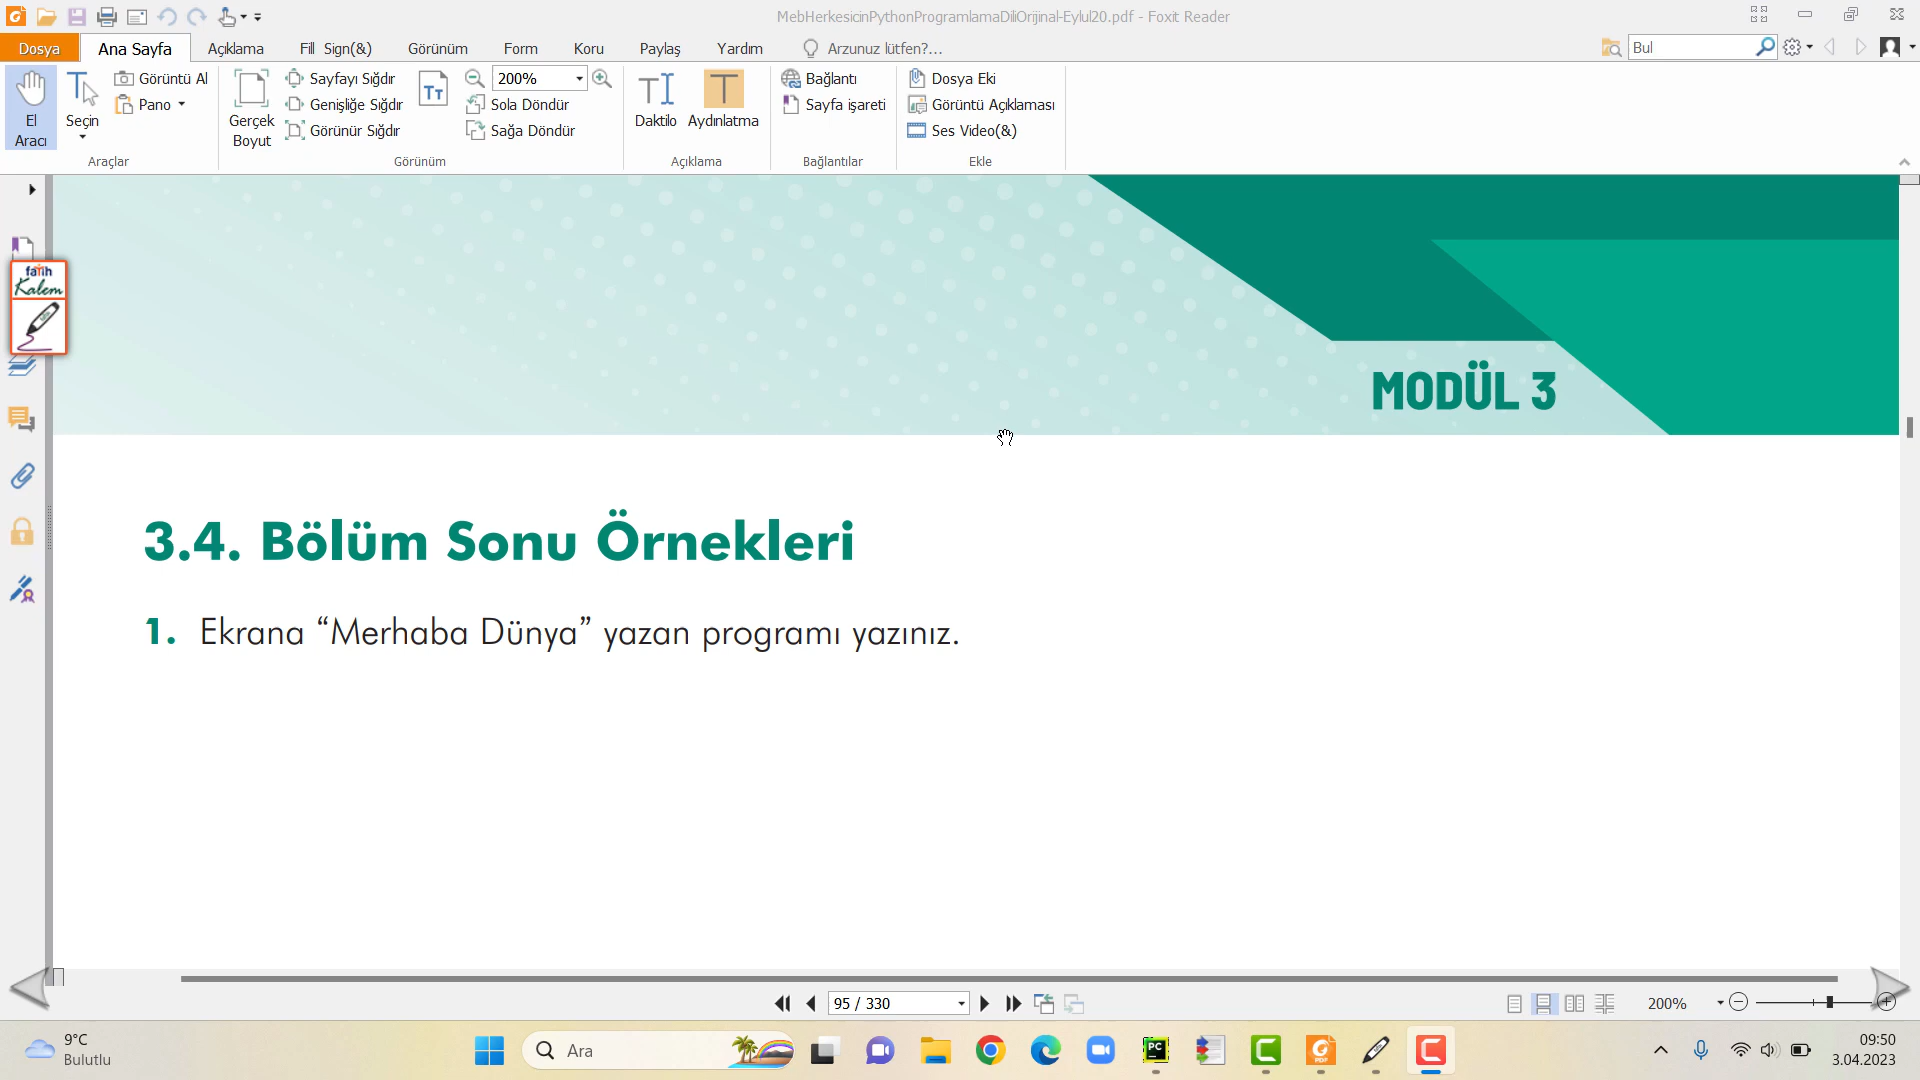 MebHerkesicinPythonProgramlamaDiliOrijinal-Eylul20.pdf - Foxit Reader
Dosya Ana Sayfa Açıklama Fill Sign(&) Görünüm Form Koru Paylaş Yardım Arzunuz lütfen?... Bul
El Aracı
Seçin
Görüntü Al
Pano
Araçlar
Gerçek Boyut
Sayfayı Sığdır
Genişliğe Sığdır
Görünür Sığdır
200%
Sola Döndür
Sağa Döndür
Görünüm
Daktilo
Aydınlatma
Açıklama
Bağlantı
Sayfa işareti
Bağlantılar
Dosya Eki
Görüntü Açıklaması
Ses Video(&)
Ekle
fatih
Kalem
MODÜL 3
3.4. Bölüm Sonu Örnekleri
1. Ekrana “Merhaba Dünya” yazan programı yazınız.
95 / 330
200%
9°C
Bulutlu
Ara
09:50
3.04.2023